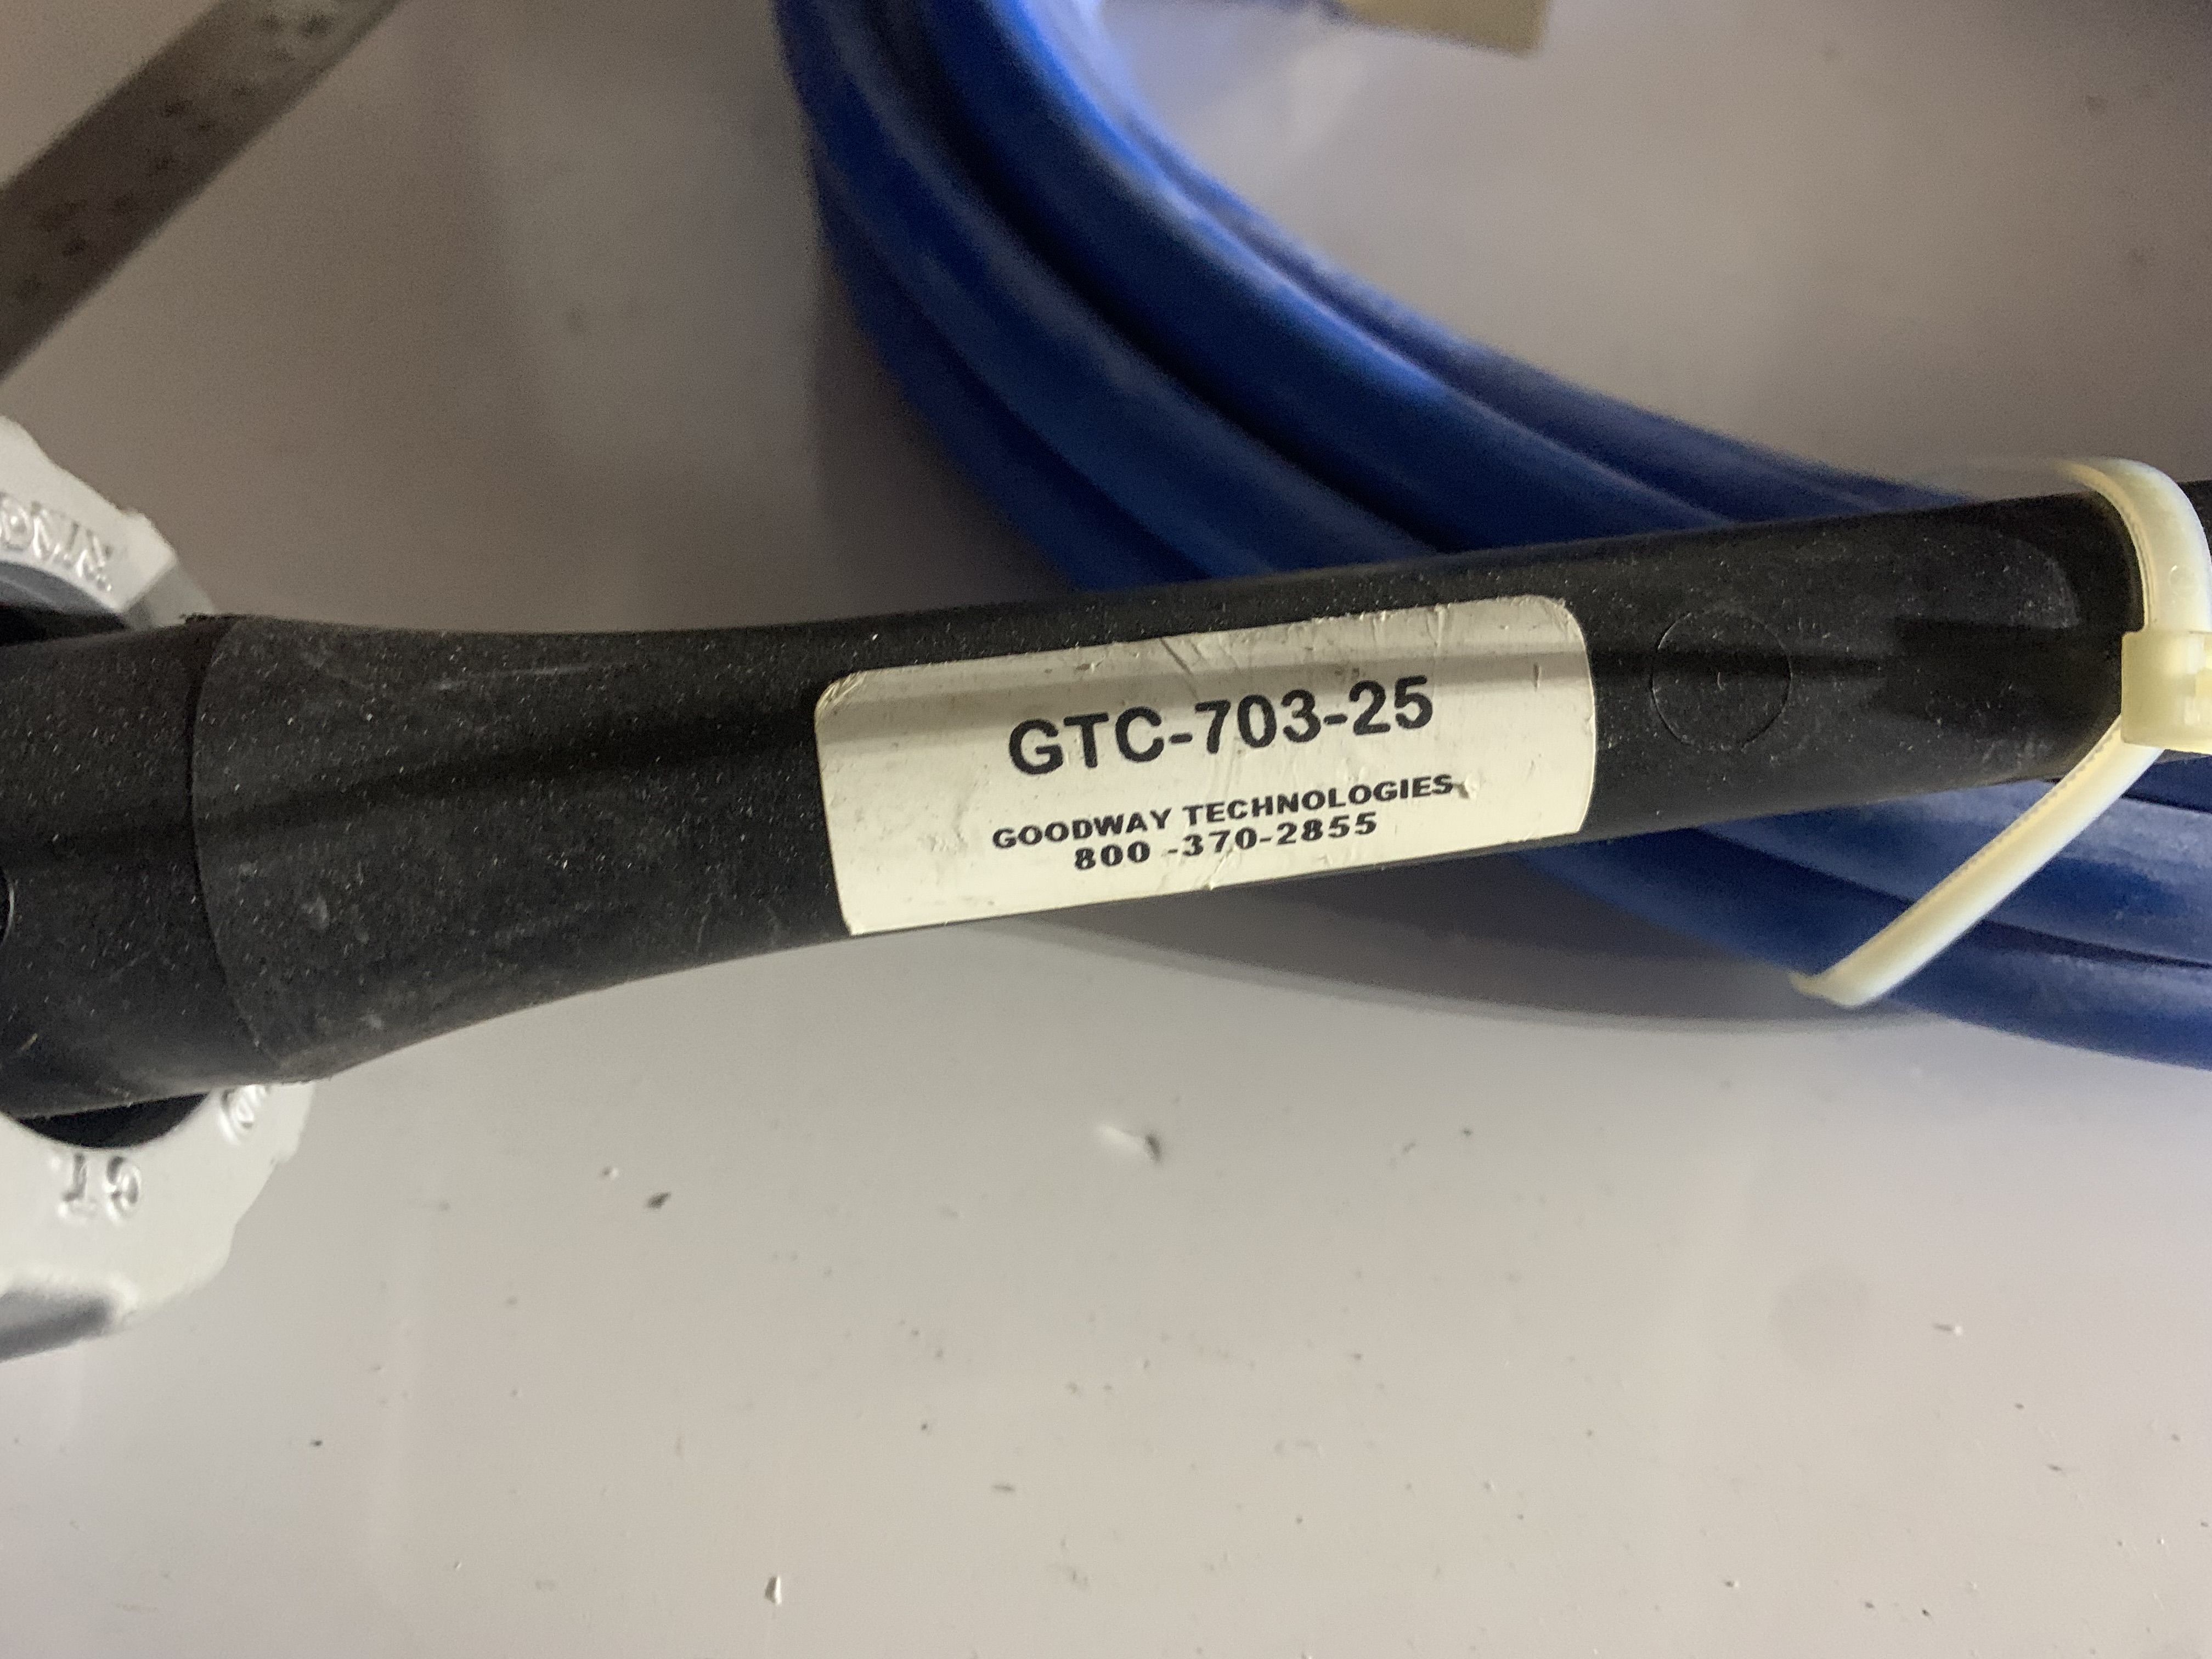 GTC-703-25
GOODWAY TECHNOLOGIES
800 -370-2855